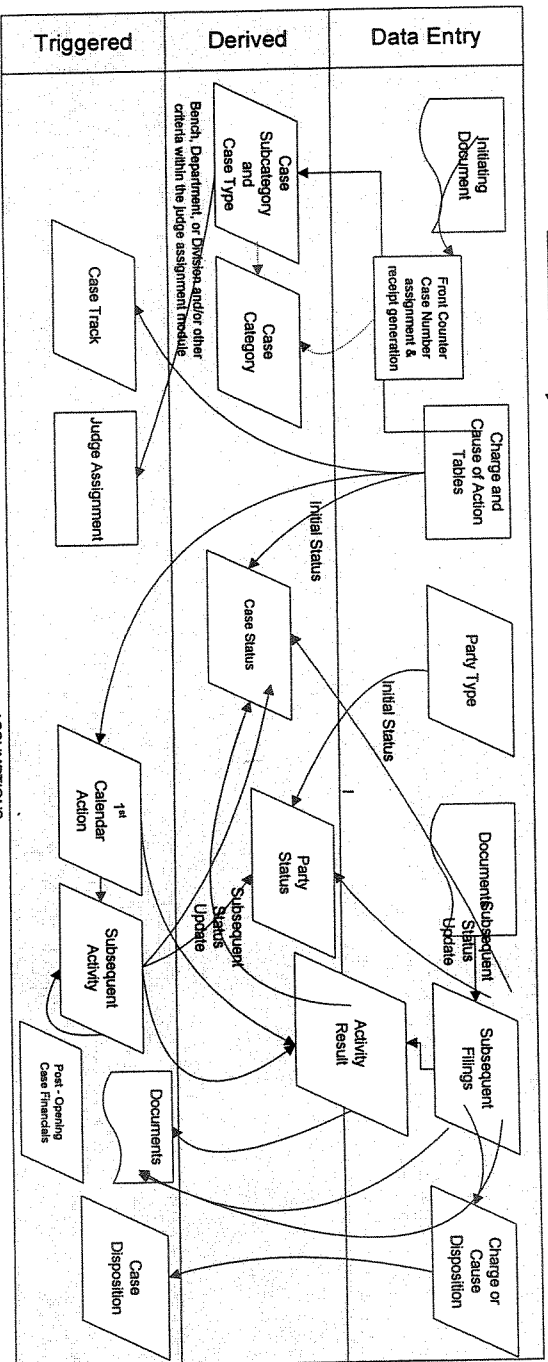 Data Entry
Initiating
Document
Front Counter
Case Number
assignment &
receipt generation
Charge and
Cause of Action
Tables
Party Type
Document
Subsequent
Status
Update
Subsequent
Filings
Charge or
Cause
Disposition
Derived
Case
Subcategory
and
Case Type
Case
Category
Bench, Department, or Division and/or other
criteria within the judge assignment module
Initial Status
Case Status
Initial Status
Party
Status
Subsequent
Status
Update
Activity
Result
Triggered
Case Track
Judge Assignment
1st
Calendar
Action
Subsequent
Activity
Post - Opening
Case Financials
Documents
Case
Disposition